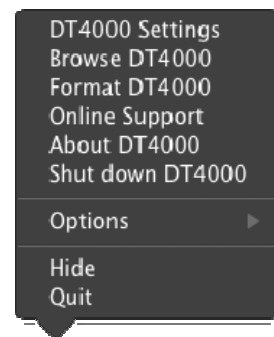 DT4000 Settings
Browse DT4000
Format DT4000
Online Support
About DT4000
Shut down DT4000
Options
Hide
Quit